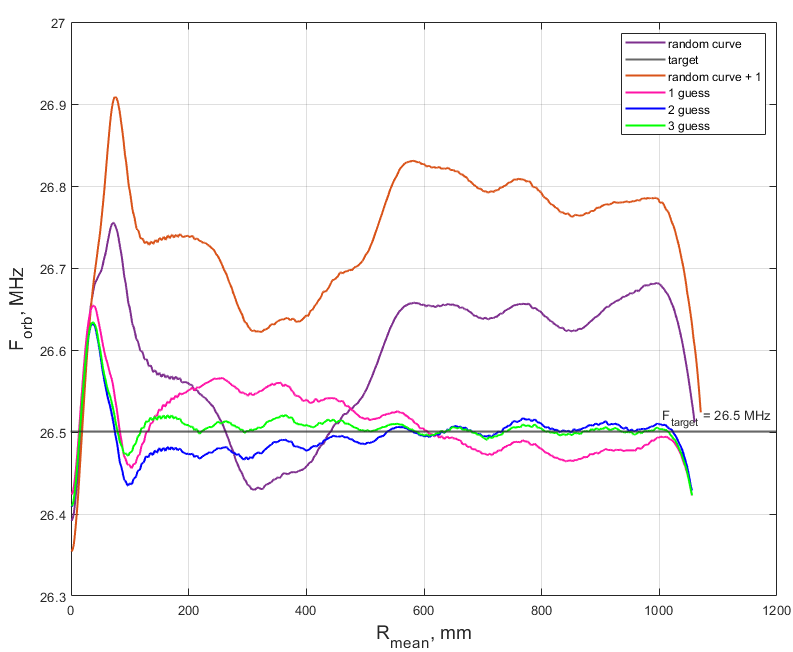 27
26.9
26.8
26.7
26.6
26.5
26.4
26.3
F_orb, MHz
random curve
target
random curve + 1
1 guess
2 guess
3 guess
F_target = 26.5 MHz
0 200 400 600 800 1000 1200
R_mean, mm